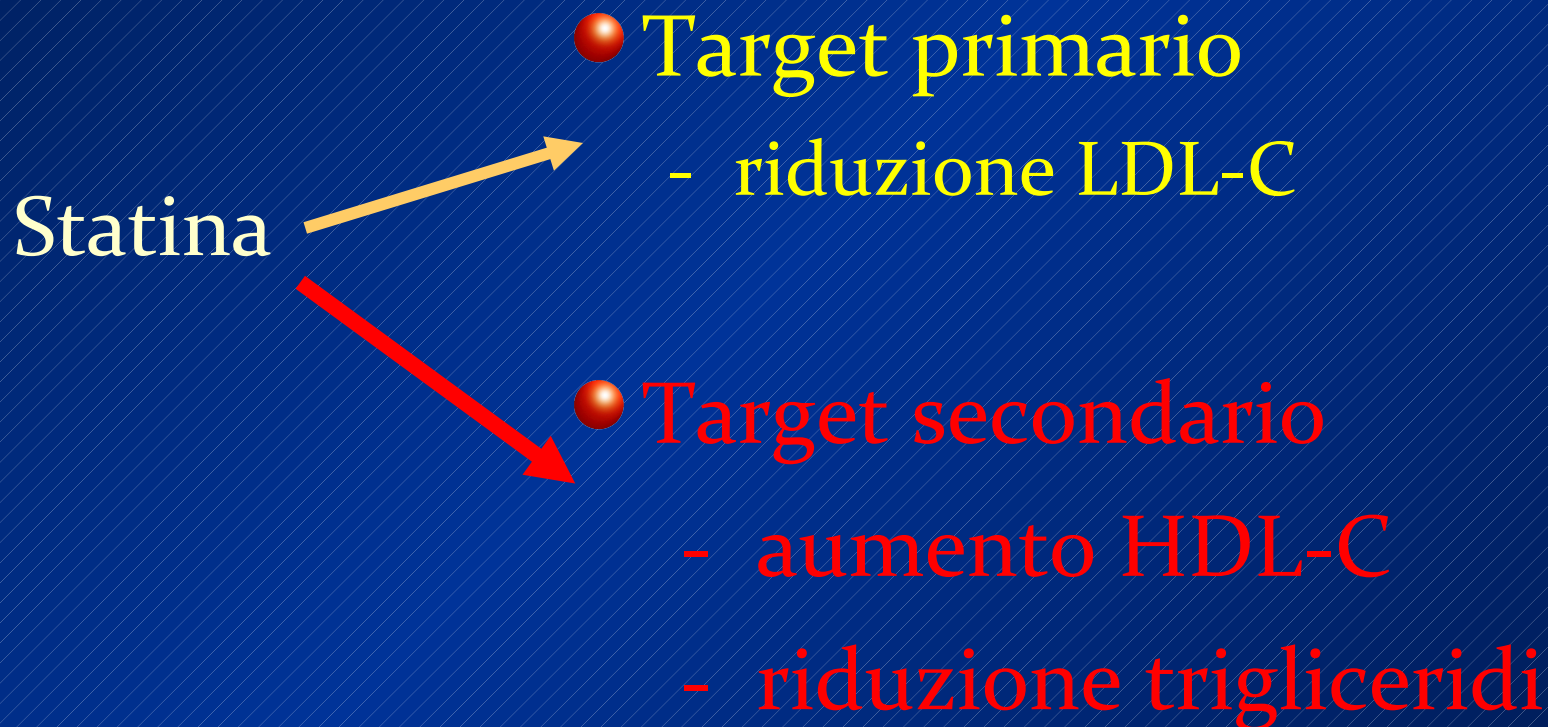 Target primario
- riduzione LDL-C
Statina
Target secondario
- aumento HDL-C
- riduzione trigliceridi